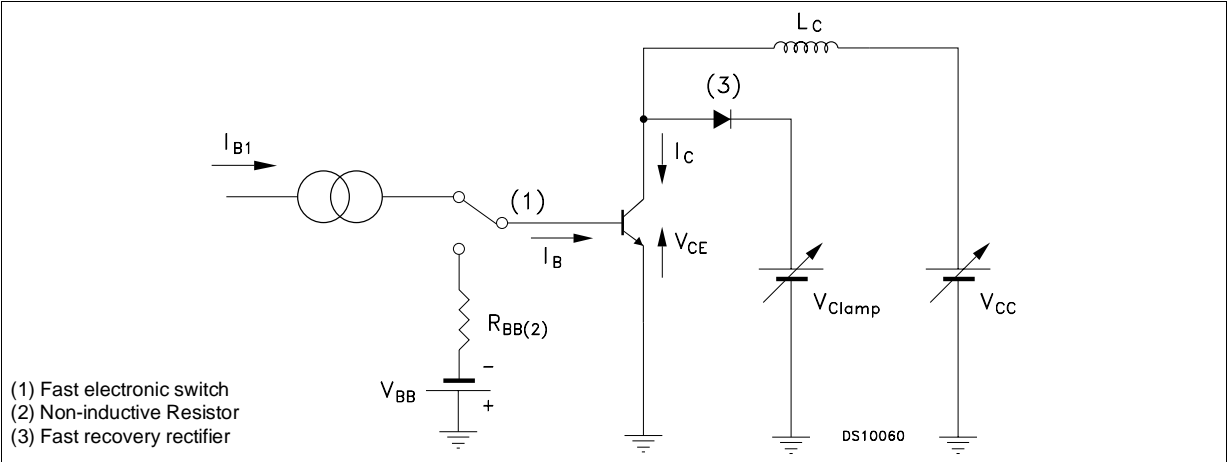 L C
(3)
I B1
I C
(1)
V CE
I B
V Clamp
V CC
R BB(2)
−
V BB
+
(1) Fast electronic switch
(2) Non-inductive Resistor
(3) Fast recovery rectifier
DS10060